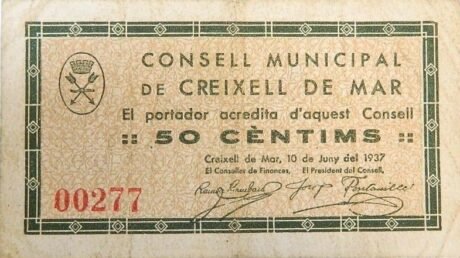 CONSELL MUNICIPAL
DE CREIXELL DE MAR
El portador acredita d'aquest Consell
50 CÈNTIMS
Creixell de Mar, 10 de Juny del 1937
El Conseller de Finances, El President del Consell,
00277